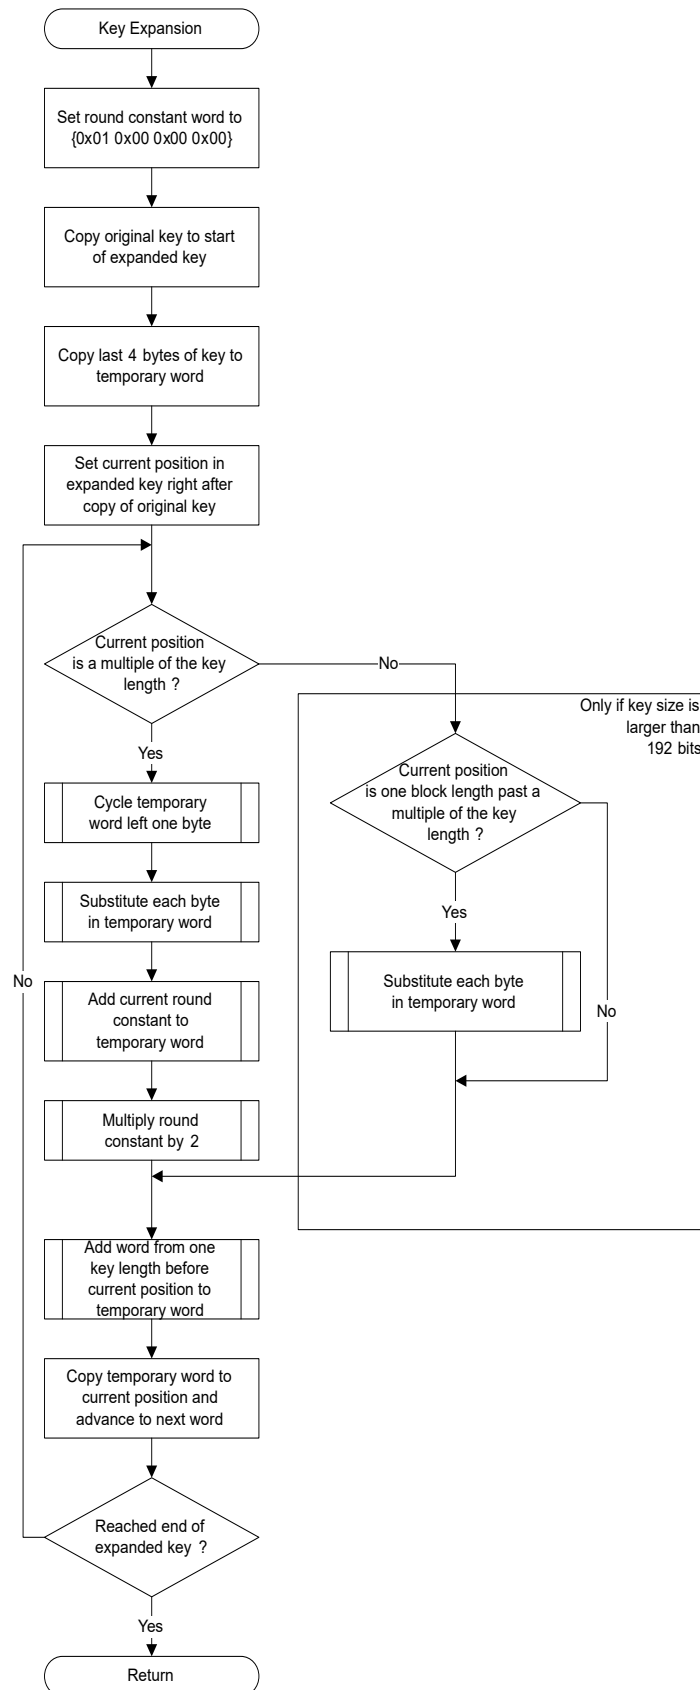 Key Expansion
Set round constant word to
{0x01 0x00 0x00 0x00}
Copy original key to start
of expanded key
Copy last 4 bytes of key to
temporary word
Set current position in
expanded key right after
copy of original key
Current position
is a multiple of the key
length ?
No
Only if key size is
larger than
192 bits
Yes
Current position
is one block length past a
multiple of the key
length ?
Cycle temporary
word left one byte
Substitute each byte
in temporary word
Yes
No
Add current round
constant to
temporary word
Substitute each byte
in temporary word
No
Multiply round
constant by 2
Add word from one
key length before
current position to
temporary word
Copy temporary word to
current position and
advance to next word
Reached end of
expanded key ?
Yes
Return